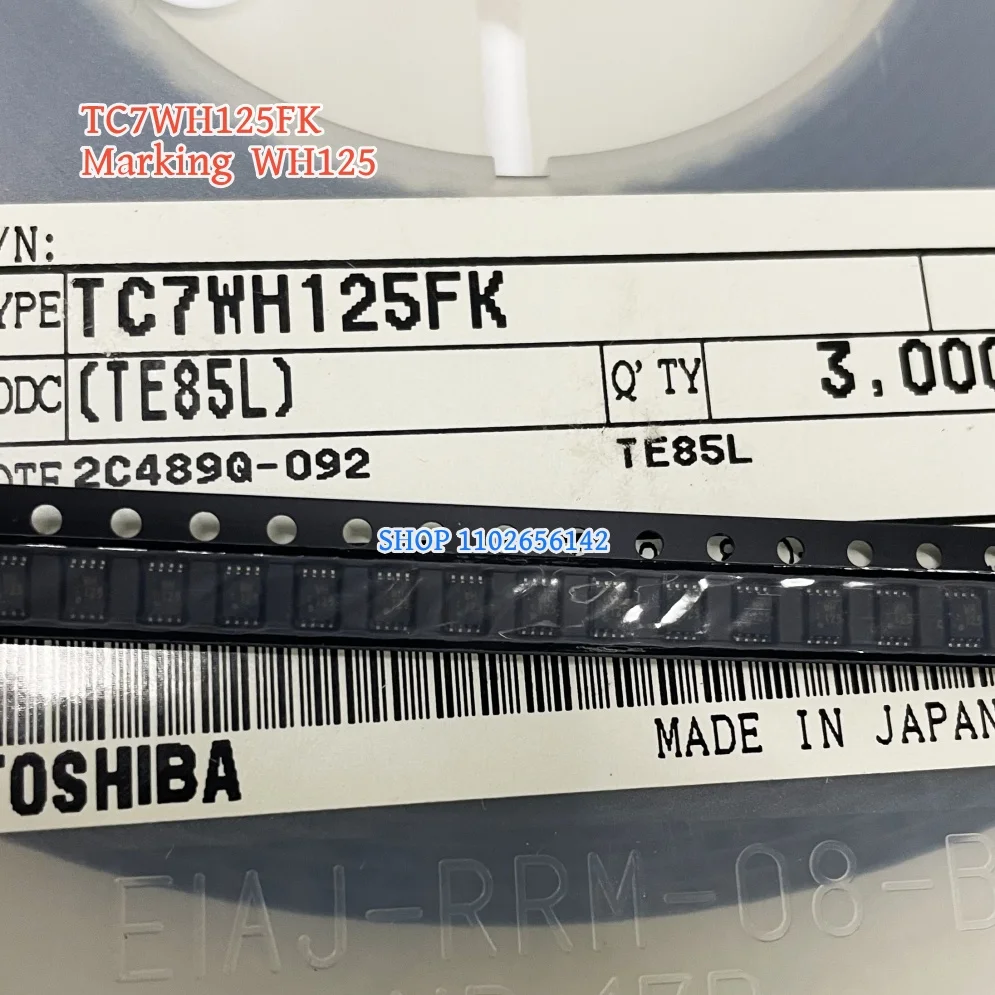 TC7WH125FK
Marking WH125
/N:
YPE TC7WH125FK
DDC (TE85L) Q'TY 3,000
OTE 2C489Q-092 TE85L
SHOP 1102656142
TOSHIBA MADE IN JAPAN
EIAJ-RRM-08-B